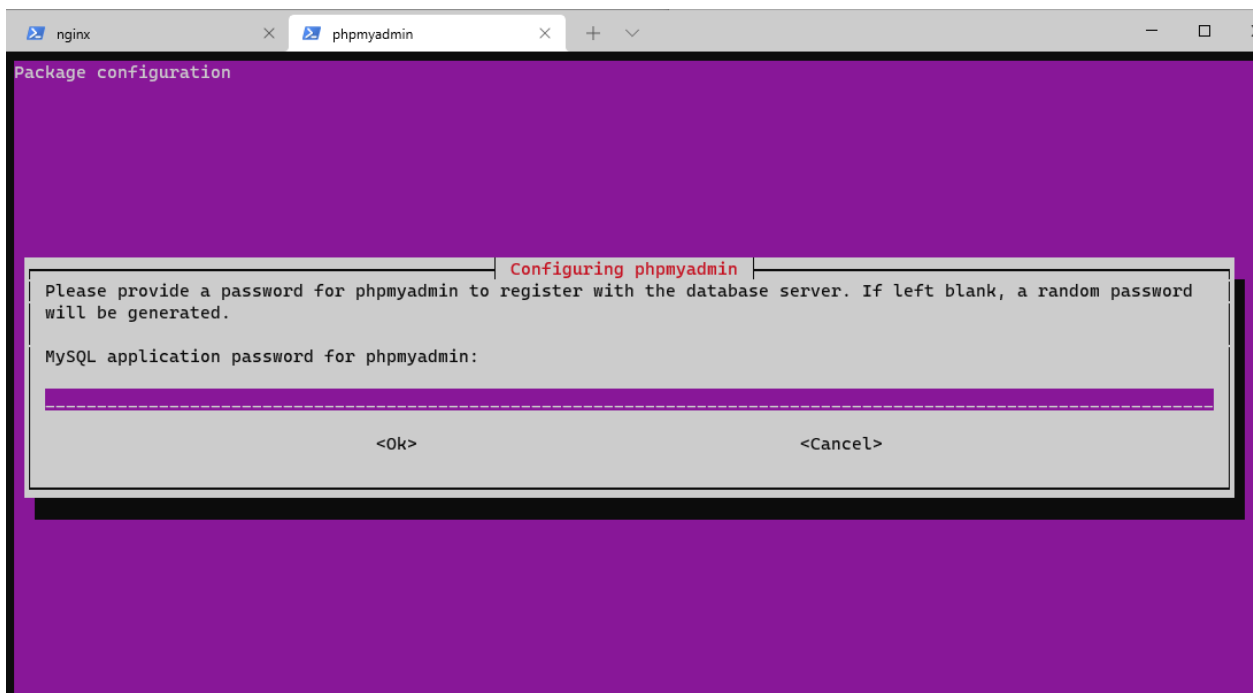 nginx
phpmyadmin
Package configuration
Configuring phpmyadmin
Please provide a password for phpmyadmin to register with the database server. If left blank, a random password
will be generated.
MySQL application password for phpmyadmin:
<Ok>
<Cancel>